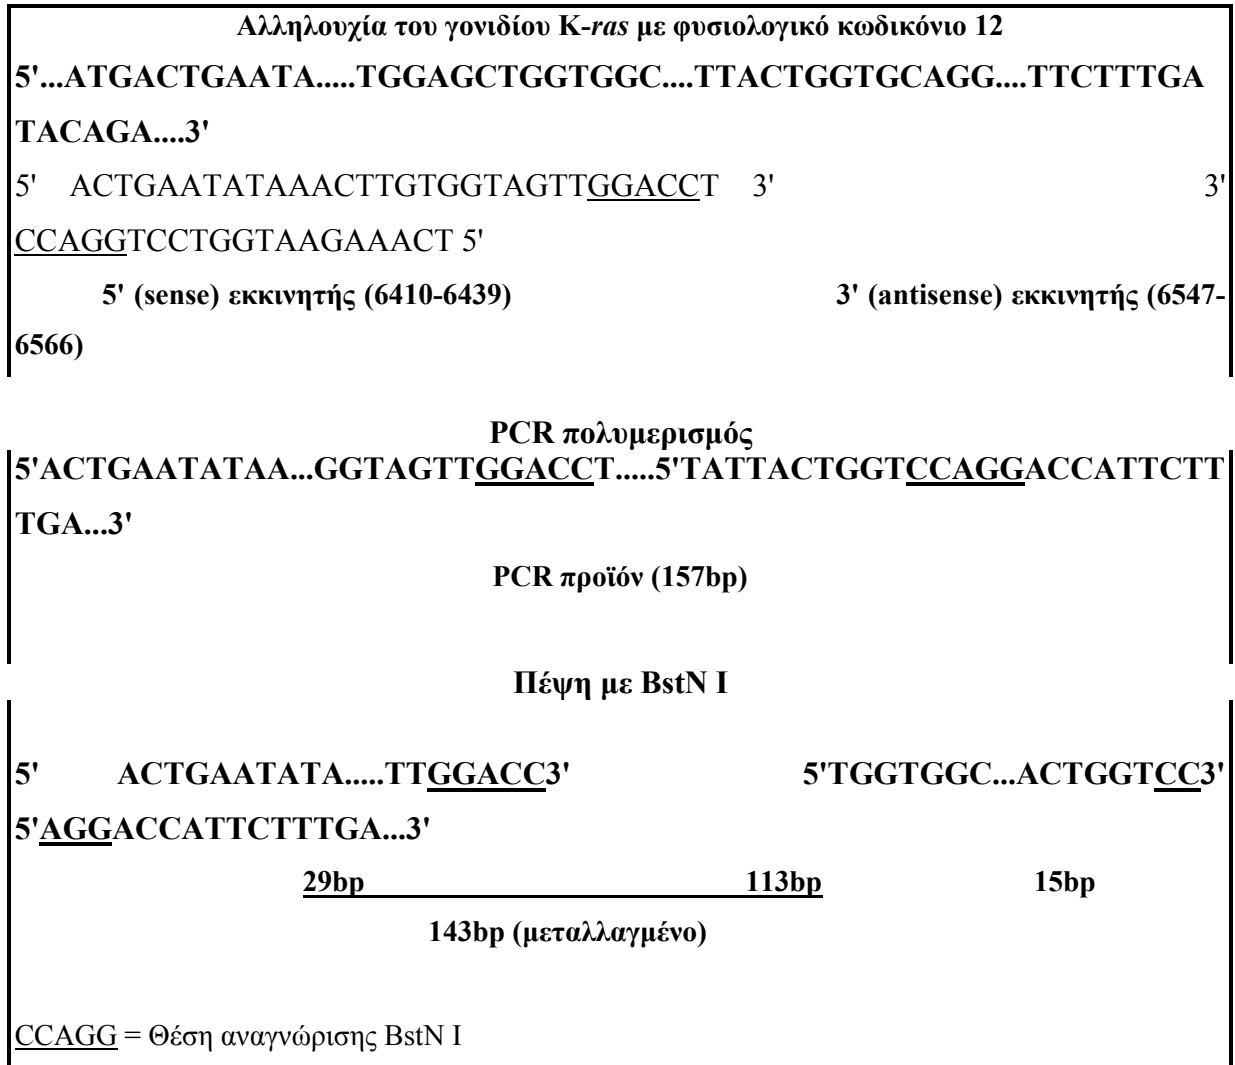 Αλληλουχία του γονιδίου K-ras με φυσιολογικό κωδικόνιο 12
5'...ATGACTGAATA.....TGGAGCTGGTGGC....TTACTGGTGCAGG....TTCTTTGA
TACAGA....3'
5' ACTGAATATAAACTTGTGGTAGTTGGACCT 3' 3'
CCAGGTCCTGGTAAGAAACT 5'
5' (sense) εκκινητής (6410-6439) 3' (antisense) εκκινητής (6547-
6566)
PCR πολυμερισμός
5'ACTGAATATAA...GGTAGTTGGACCT.....5'TATTACTGGTCCAGGACCATTCTT
TGA...3'
PCR προϊόν (157bp)
Πέψη με BstN I
5' ACTGAATATA.....TTGGACC3' 5'TGGTGGC...ACTGGTCC3'
5'AGGACCATTCTTTGA...3'
29bp 113bp 15bp
143bp (μεταλλαγμένο)
CCAGG = Θέση αναγνώρισης BstN I